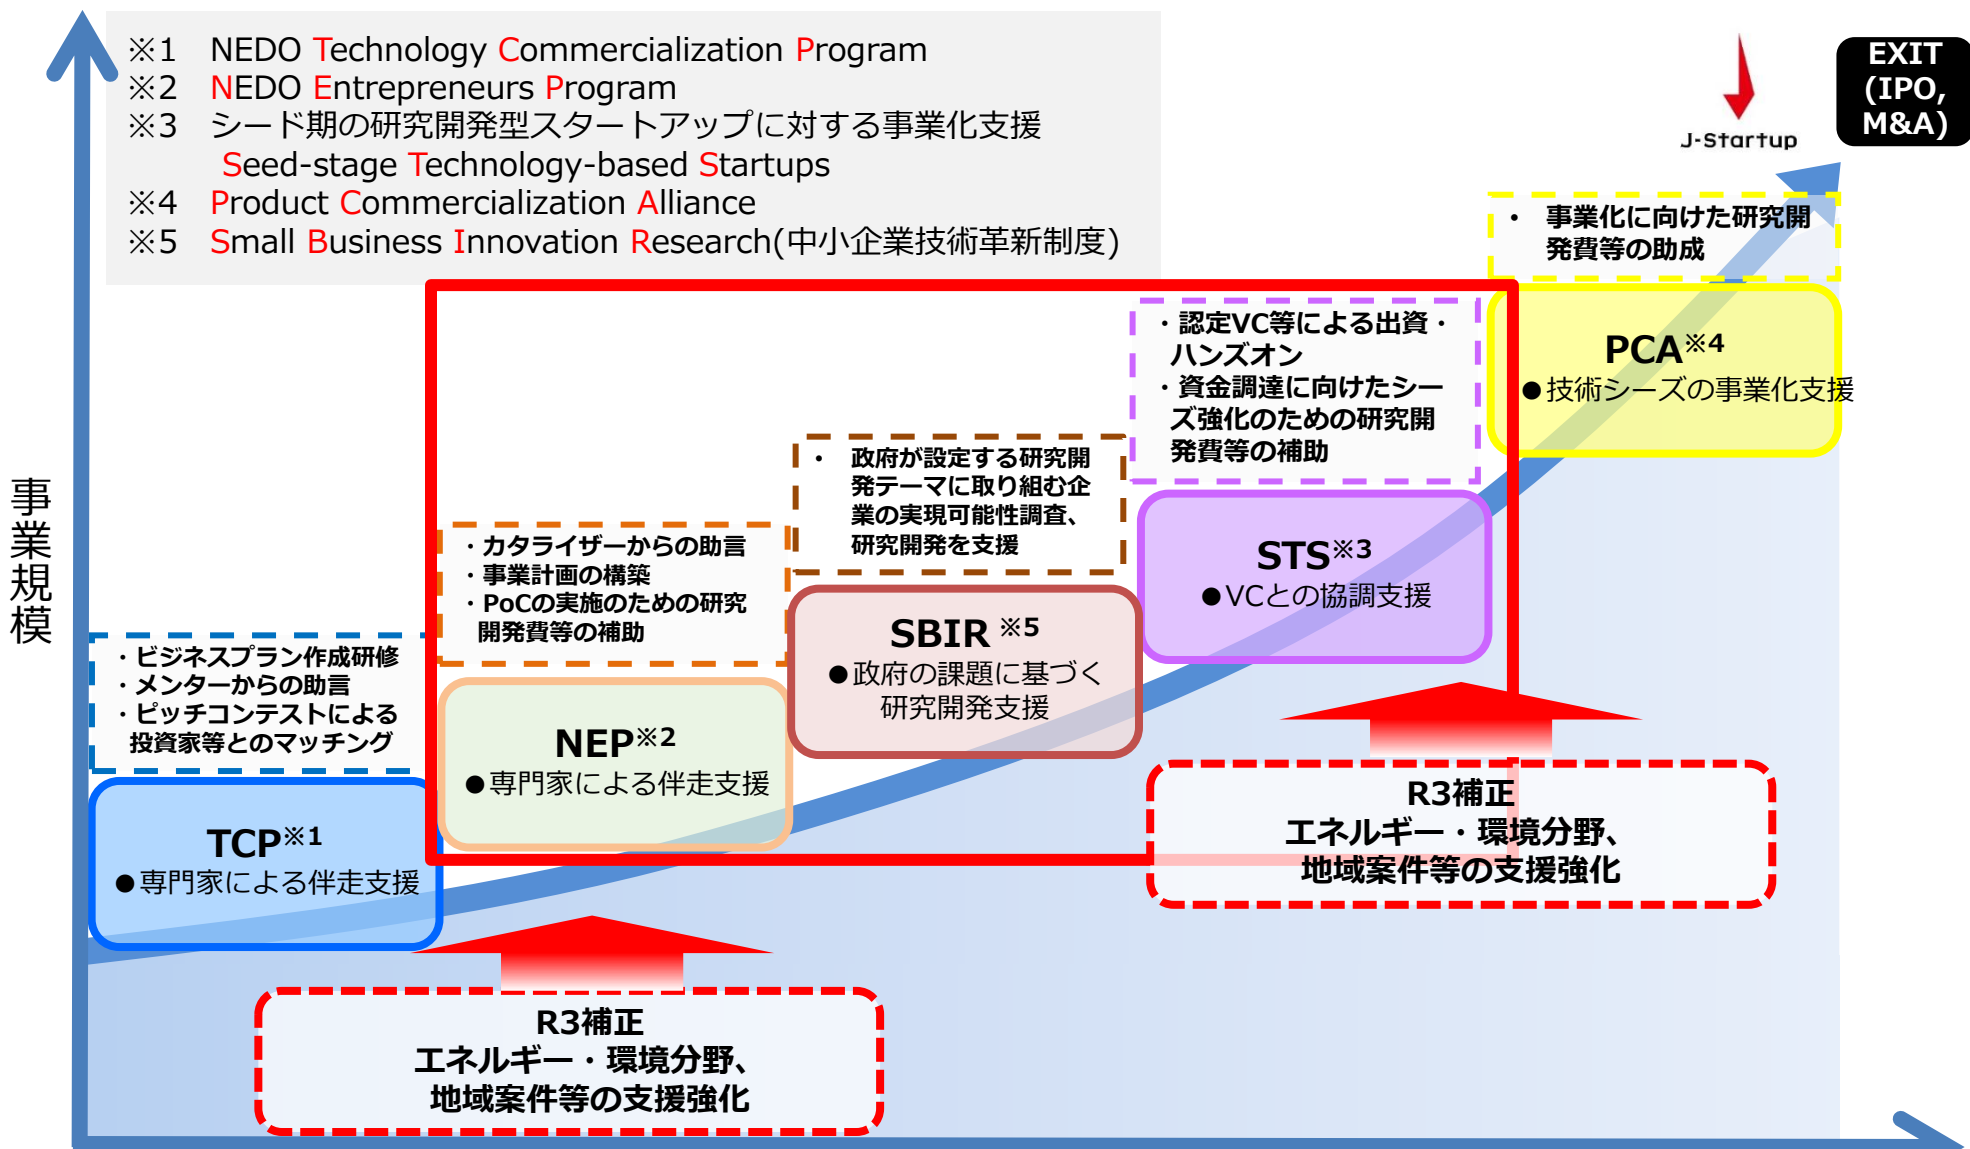 ※1 NEDO Technology Commercialization Program
※2 NEDO Entrepreneurs Program
※3 シード期の研究開発型スタートアップに対する事業化支援
Seed-stage Technology-based Startups
※4 Product Commercialization Alliance
※5 Small Business Innovation Research(中小企業技術革新制度)
J-Startup
EXIT
(IPO,
M&A)
事業規模
・ビジネスプラン作成研修
・メンターからの助言
・ピッチコンテストによる
投資家等とのマッチング
TCP※1
●専門家による伴走支援
・カタライザーからの助言
・事業計画の構築
・PoCの実施のための研究
開発費等の補助
NEP※2
●専門家による伴走支援
・ 政府が設定する研究開
発テーマに取り組む企
業の実現可能性調査、
研究開発を支援
SBIR ※5
●政府の課題に基づく
研究開発支援
・認定VC等による出資・
ハンズオン
・資金調達に向けたシー
ズ強化のための研究開
発費等の補助
STS※3
●VCとの協調支援
・ 事業化に向けた研究開
発費等の助成
PCA※4
●技術シーズの事業化支援
R3補正
エネルギー・環境分野、
地域案件等の支援強化
R3補正
エネルギー・環境分野、
地域案件等の支援強化